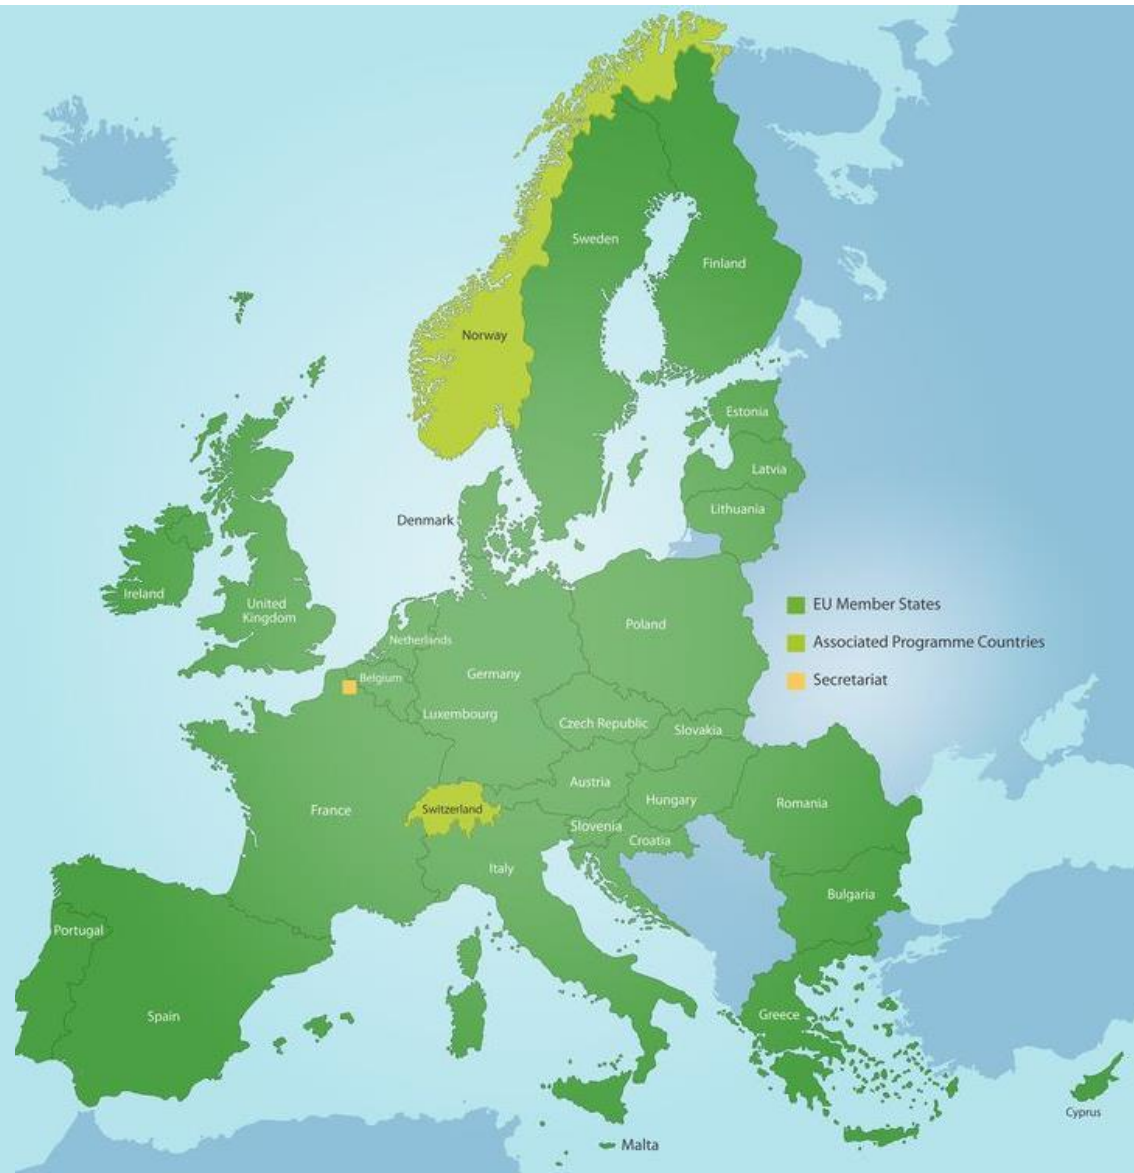 Sweden
Finland
Norway
Estonia
Latvia
Lithuania
Denmark
Ireland
United
Kingdom
Netherlands
Poland
Belgium
Germany
Luxembourg
Czech Republic
Slovakia
EU Member States
Associated Programme Countries
Secretariat
Austria
Hungary
Romania
France
Switzerland
Slovenia
Croatia
Italy
Bulgaria
Portugal
Spain
Greece
Cyprus
Malta